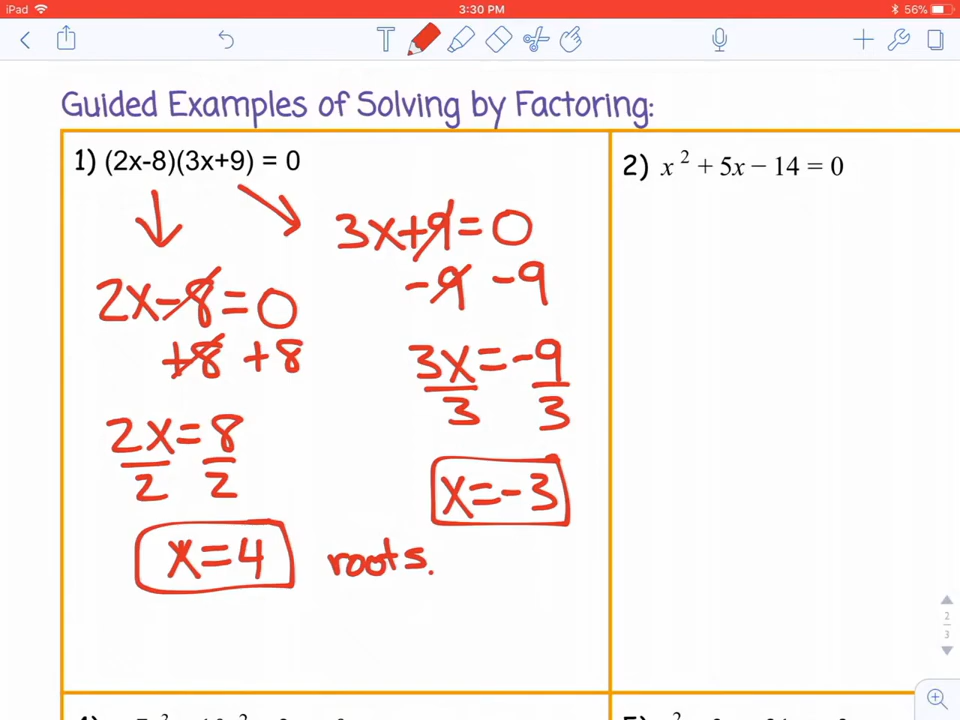 iPad 3:30 PM 56%
T
Guided Examples of Solving by Factoring:
1) (2x-8)(3x+9) = 0
3x+9=0
-9 -9
3x=-9
3 3
x=-3
2x-8=0
+8 +8
2x=8
2 2
x=4 roots.
2) x² + 5x − 14 = 0
2
3